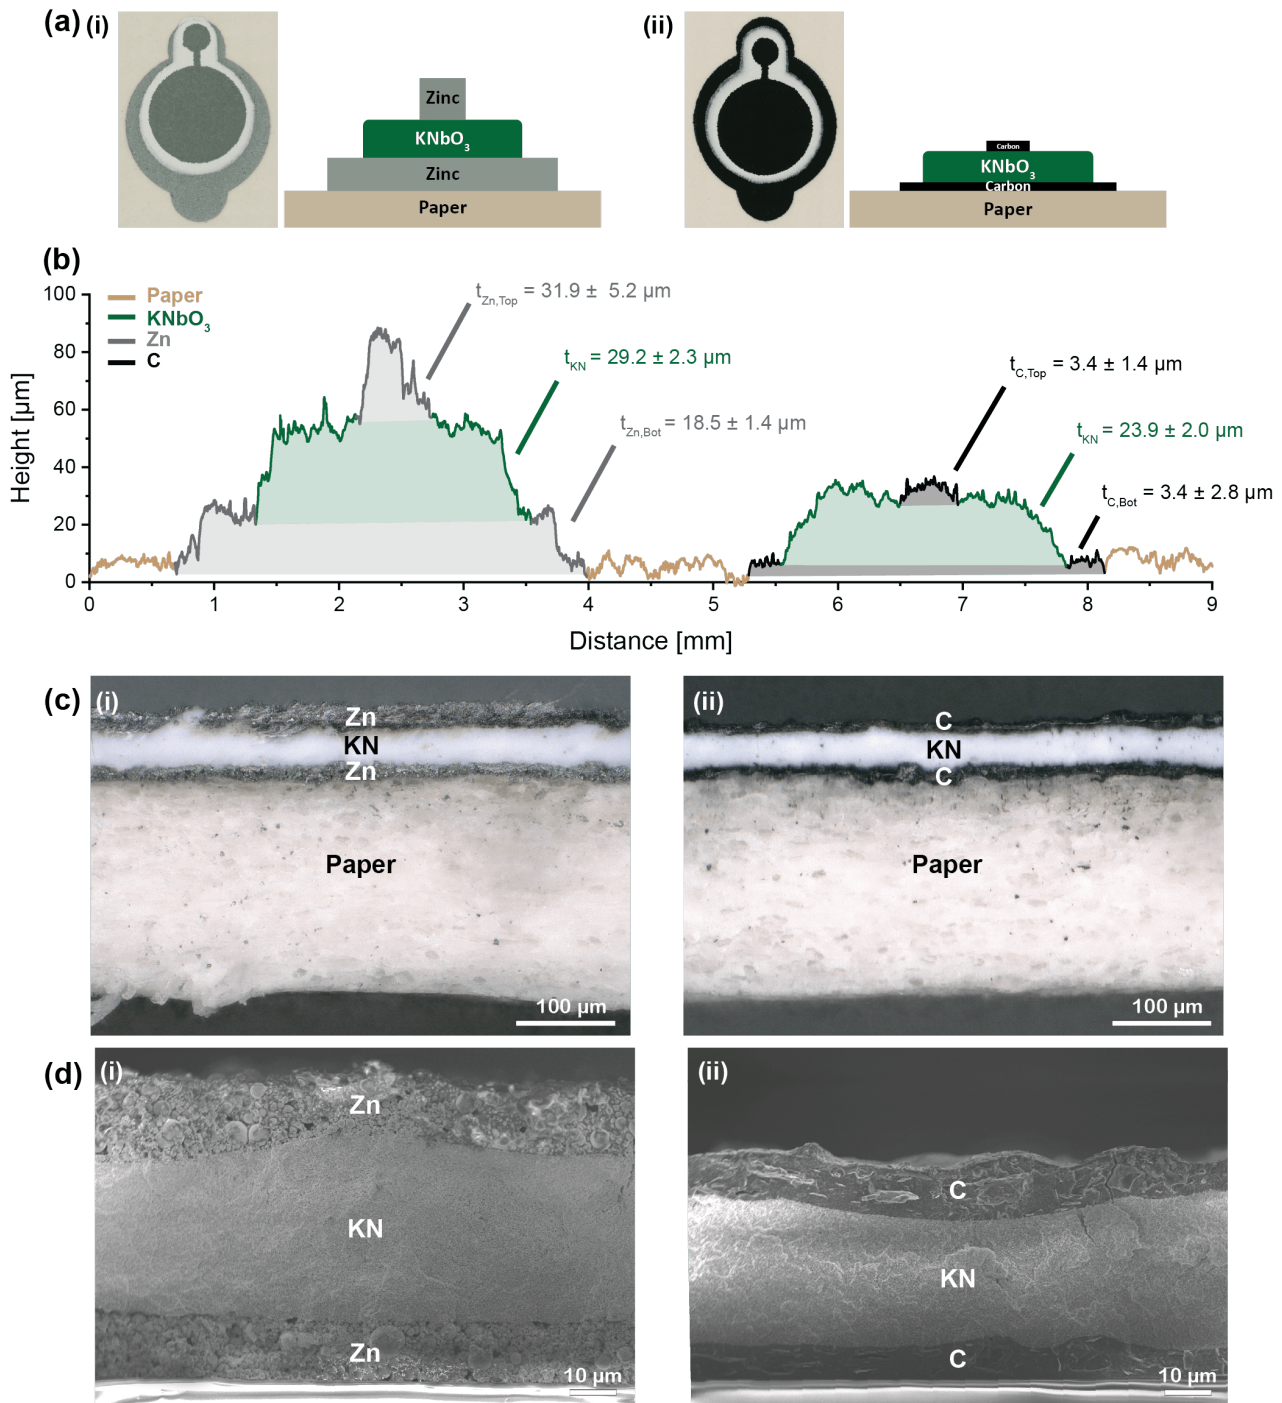 (a)
(i)
Zinc
KNbO3
Zinc
Paper
(ii)
Carbon
KNbO3
Carbon
Paper
(b)
Paper
KNbO3
Zn
C
tZn,Top = 31.9 ± 5.2 µm
tKN = 29.2 ± 2.3 µm
tZn,Bot = 18.5 ± 1.4 µm
tC,Top = 3.4 ± 1.4 µm
tKN = 23.9 ± 2.0 µm
tC,Bot = 3.4 ± 2.8 µm
Height [µm]
100
80
60
40
20
0
0 1 2 3 4 5 6 7 8 9
Distance [mm]
(c)
(i)
Zn
KN
Zn
Paper
100 µm
(ii)
C
KN
C
Paper
100 µm
(d)
(i)
Zn
KN
Zn
10 µm
(ii)
C
KN
C
10 µm